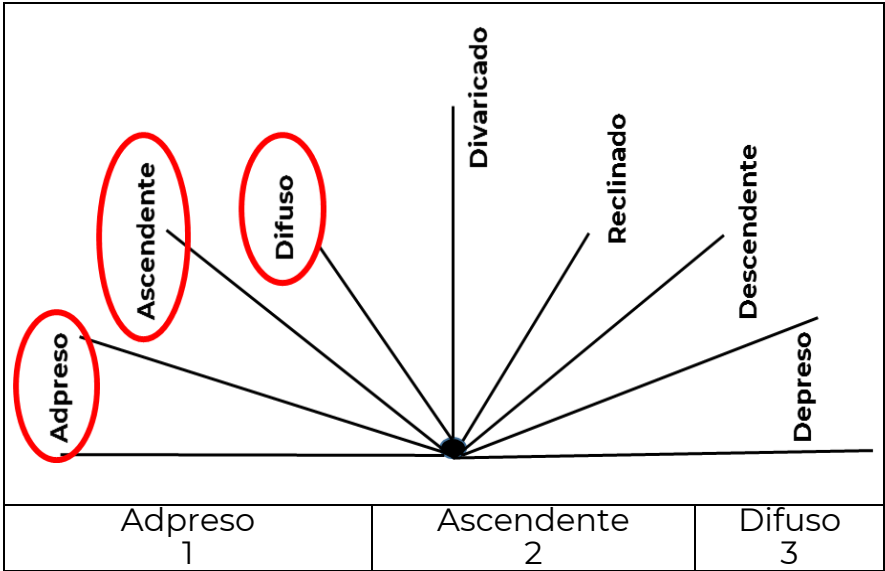 Adpreso
Ascendente
Difuso
Divaricado
Reclinado
Descendente
Depreso
Adpreso
1
Ascendente
2
Difuso
3